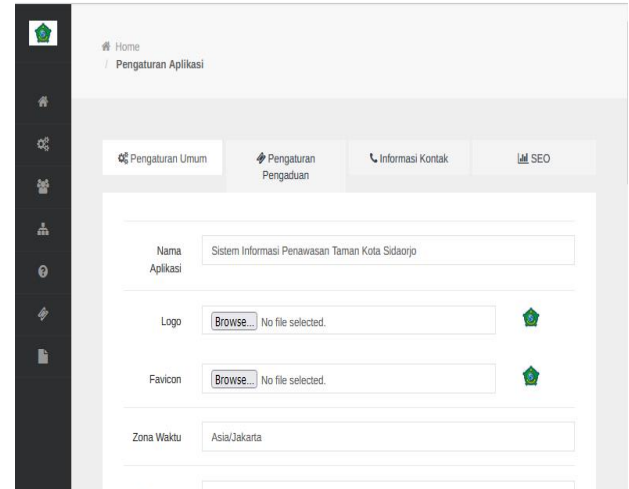 Home
/ Pengaturan Aplikasi
Pengaturan Umum
Pengaturan
Pengaduan
Informasi Kontak
SEO
Nama
Aplikasi
Sistem Informasi Penawasan Taman Kota Sidaorjo
Logo
Browse... No file selected.
Favicon
Browse... No file selected.
Zona Waktu
Asia/Jakarta